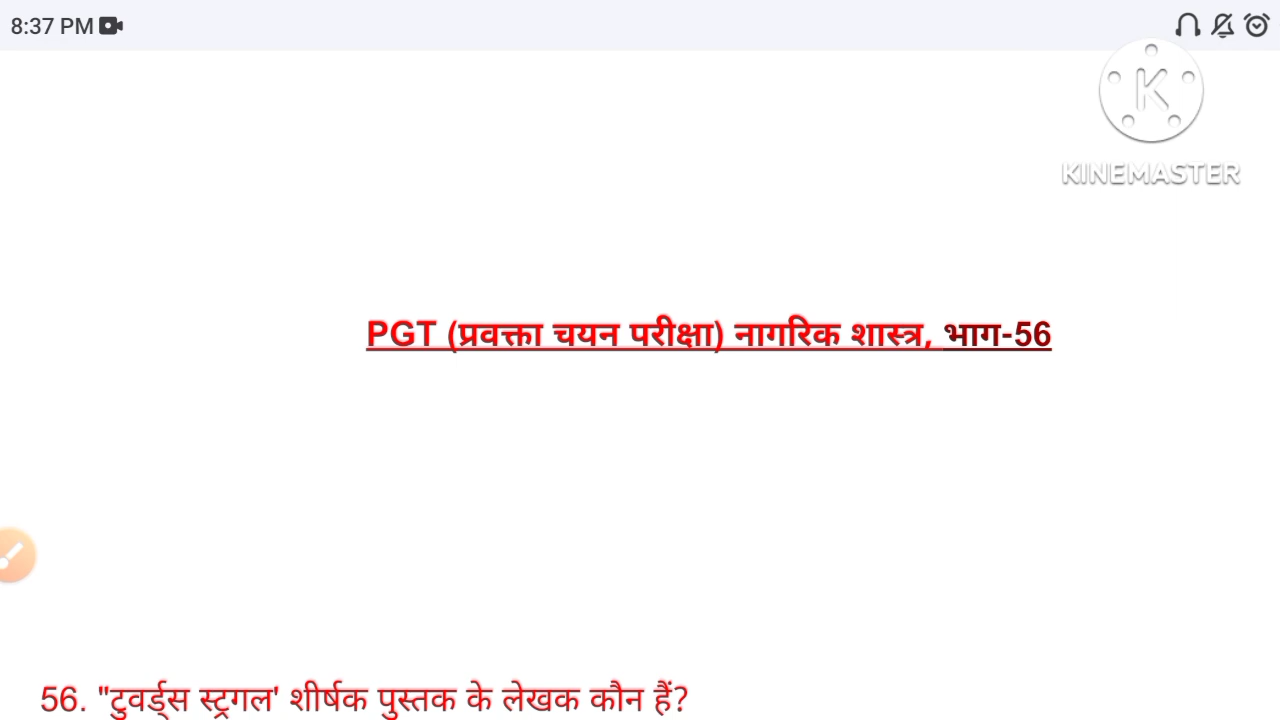 8:37 PM
K
KINEMASTER
PGT (प्रवक्ता चयन परीक्षा) नागरिक शास्त्र, भाग-56
56. "टुवर्ड्स स्ट्रगल' शीर्षक पुस्तक के लेखक कौन हैं?